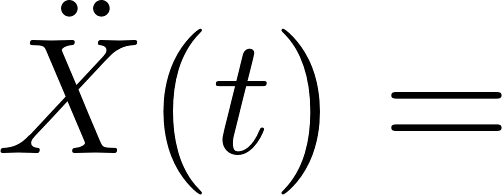 Ẍ(t) =